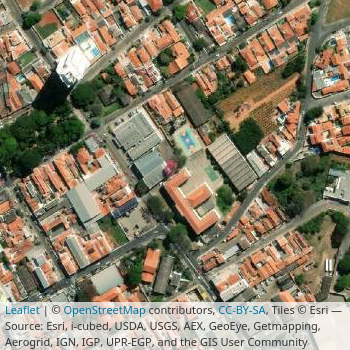 Leaflet | © OpenStreetMap contributors, CC-BY-SA, Tiles © Esri —
Source: Esri, i-cubed, USDA, USGS, AEX, GeoEye, Getmapping,
Aerogrid, IGN, IGP, UPR-EGP, and the GIS User Community